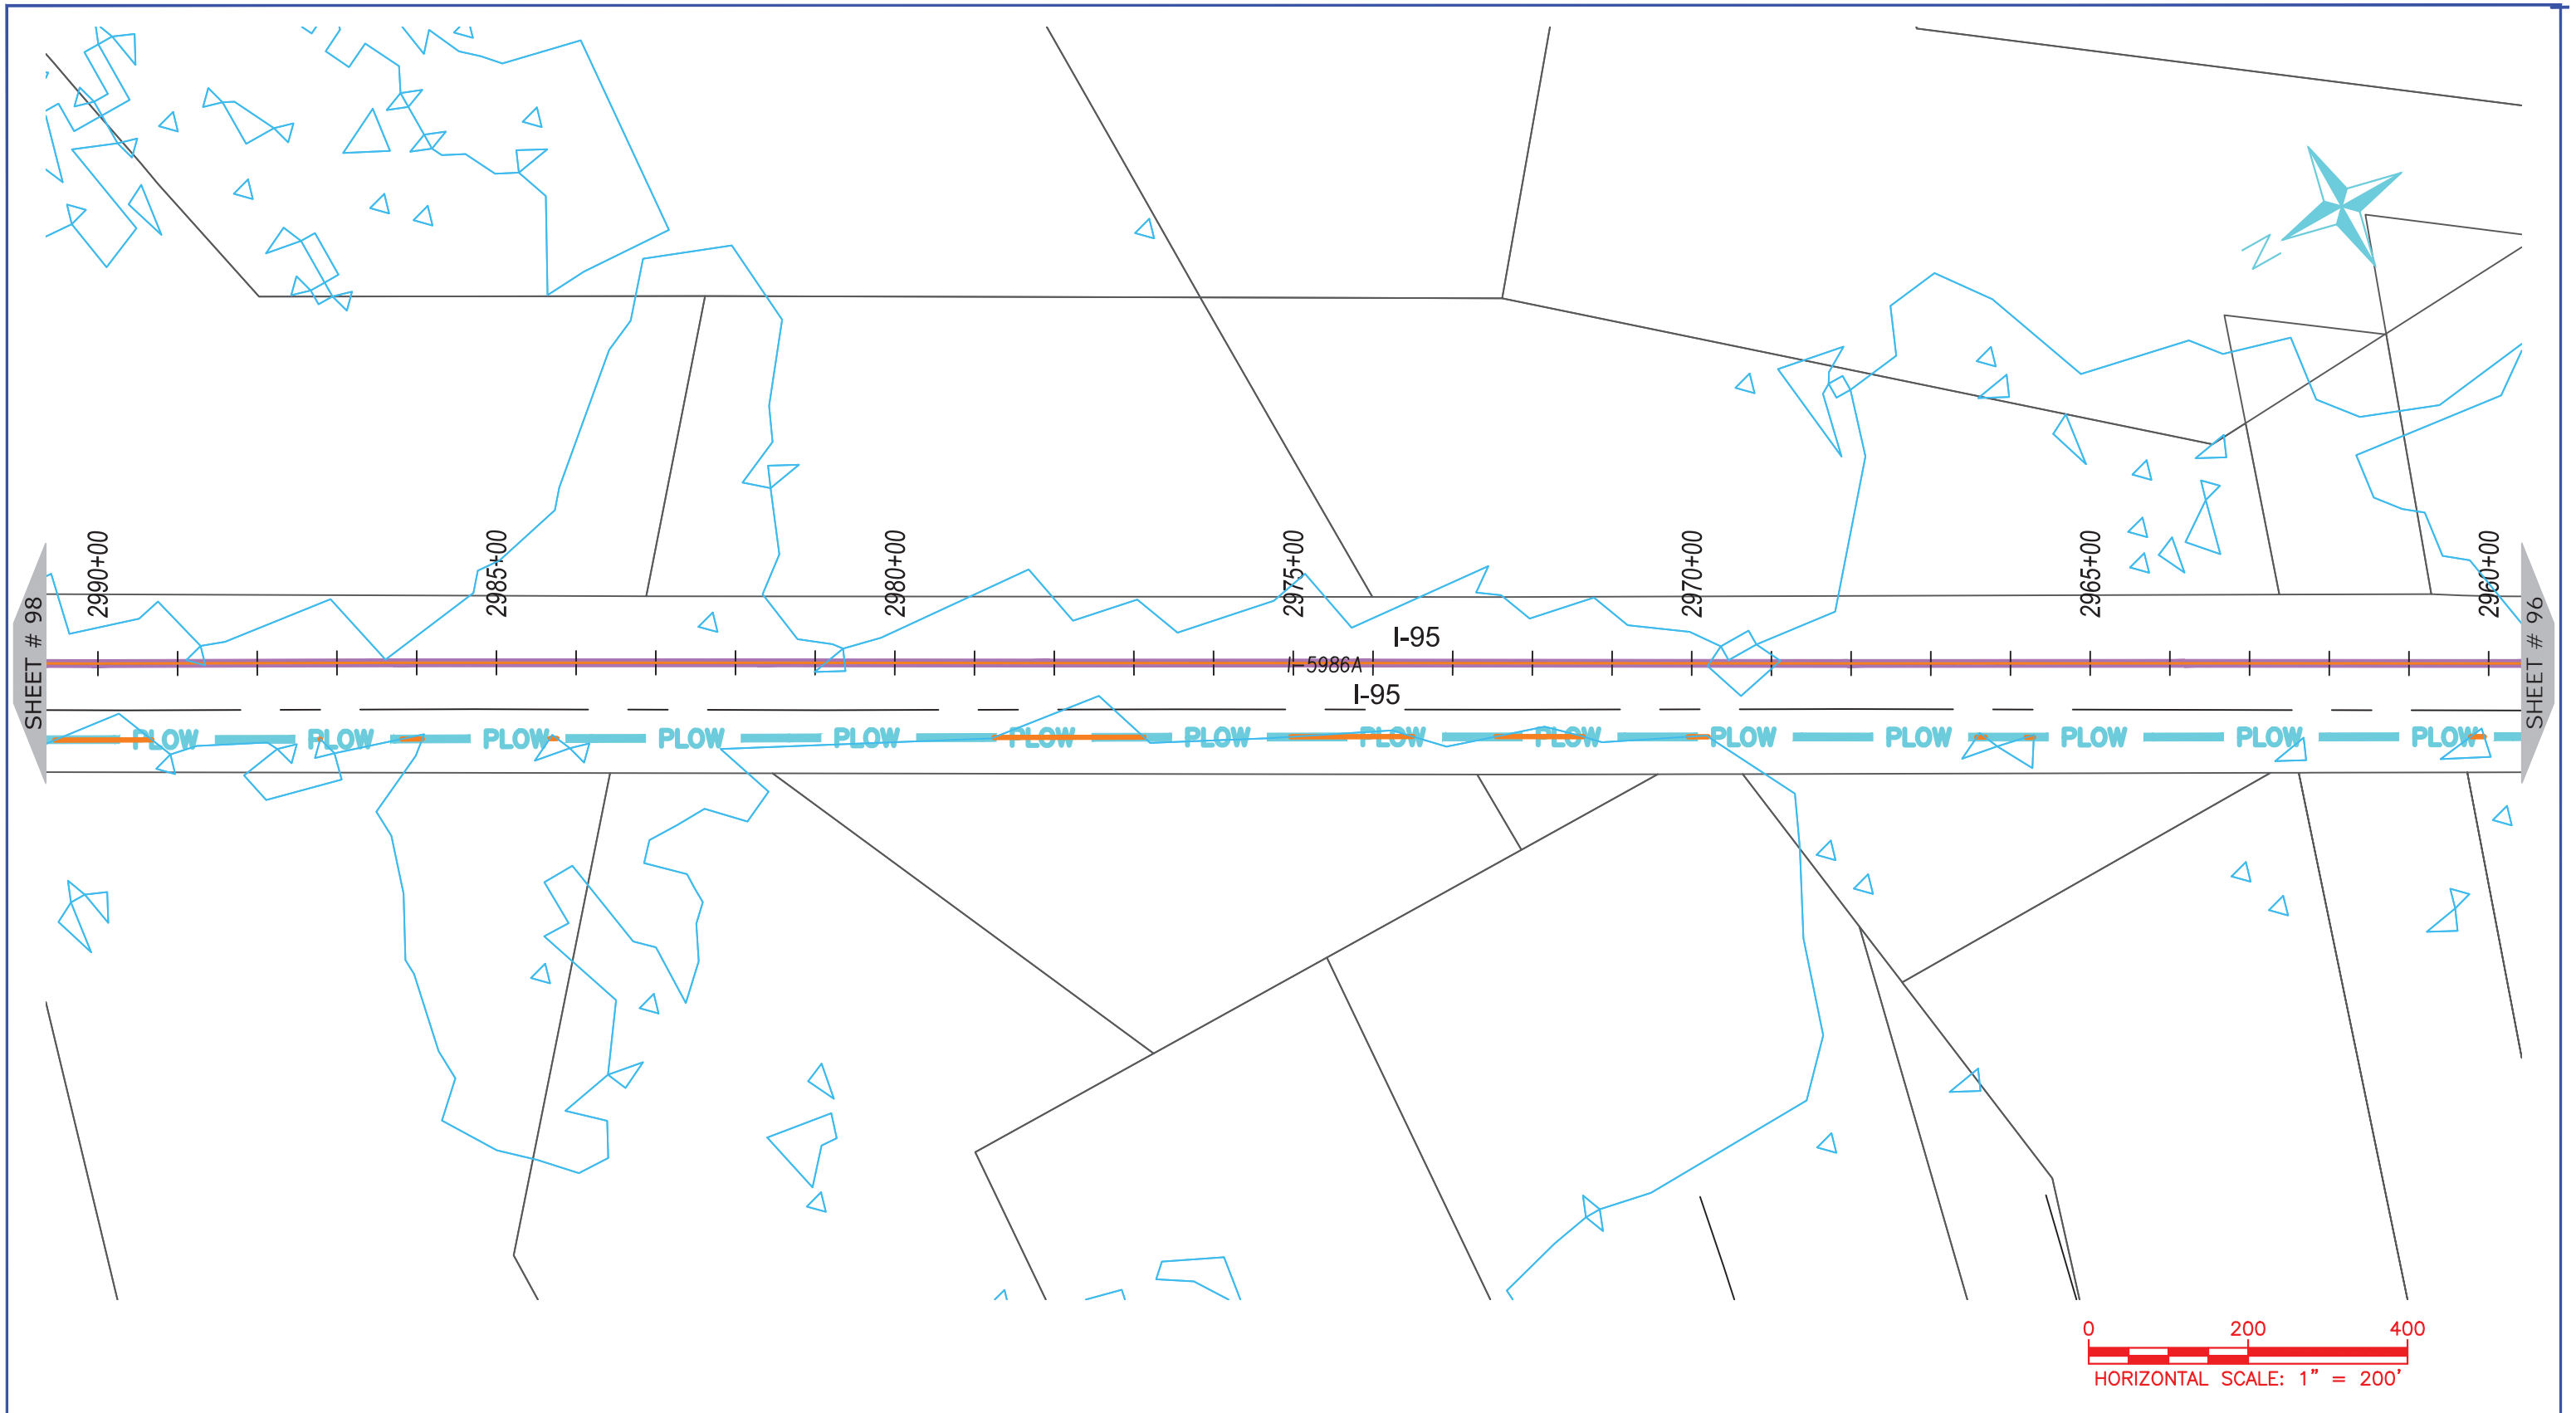 N
2990+00
2985+00
2980+00
2975+00
2970+00
2965+00
2960+00
SHEET # 98
SHEET # 96
I-95
I-5986A
I-95
PLOW PLOW PLOW PLOW PLOW PLOW PLOW PLOW PLOW PLOW PLOW PLOW PLOW PLOW
0 200 400
HORIZONTAL SCALE: 1" = 200'